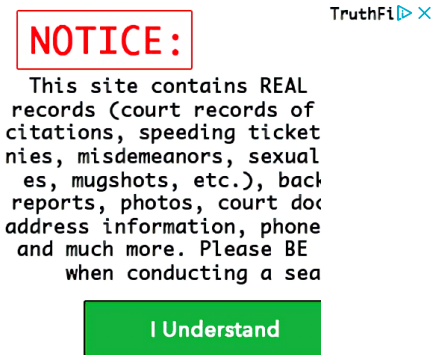 TruthFi
NOTICE:
This site contains REAL
records (court records of
citations, speeding ticket
nies, misdemeanors, sexual
es, mugshots, etc.), back
reports, photos, court doc
address information, phone
and much more. Please BE
when conducting a sea
I Understand